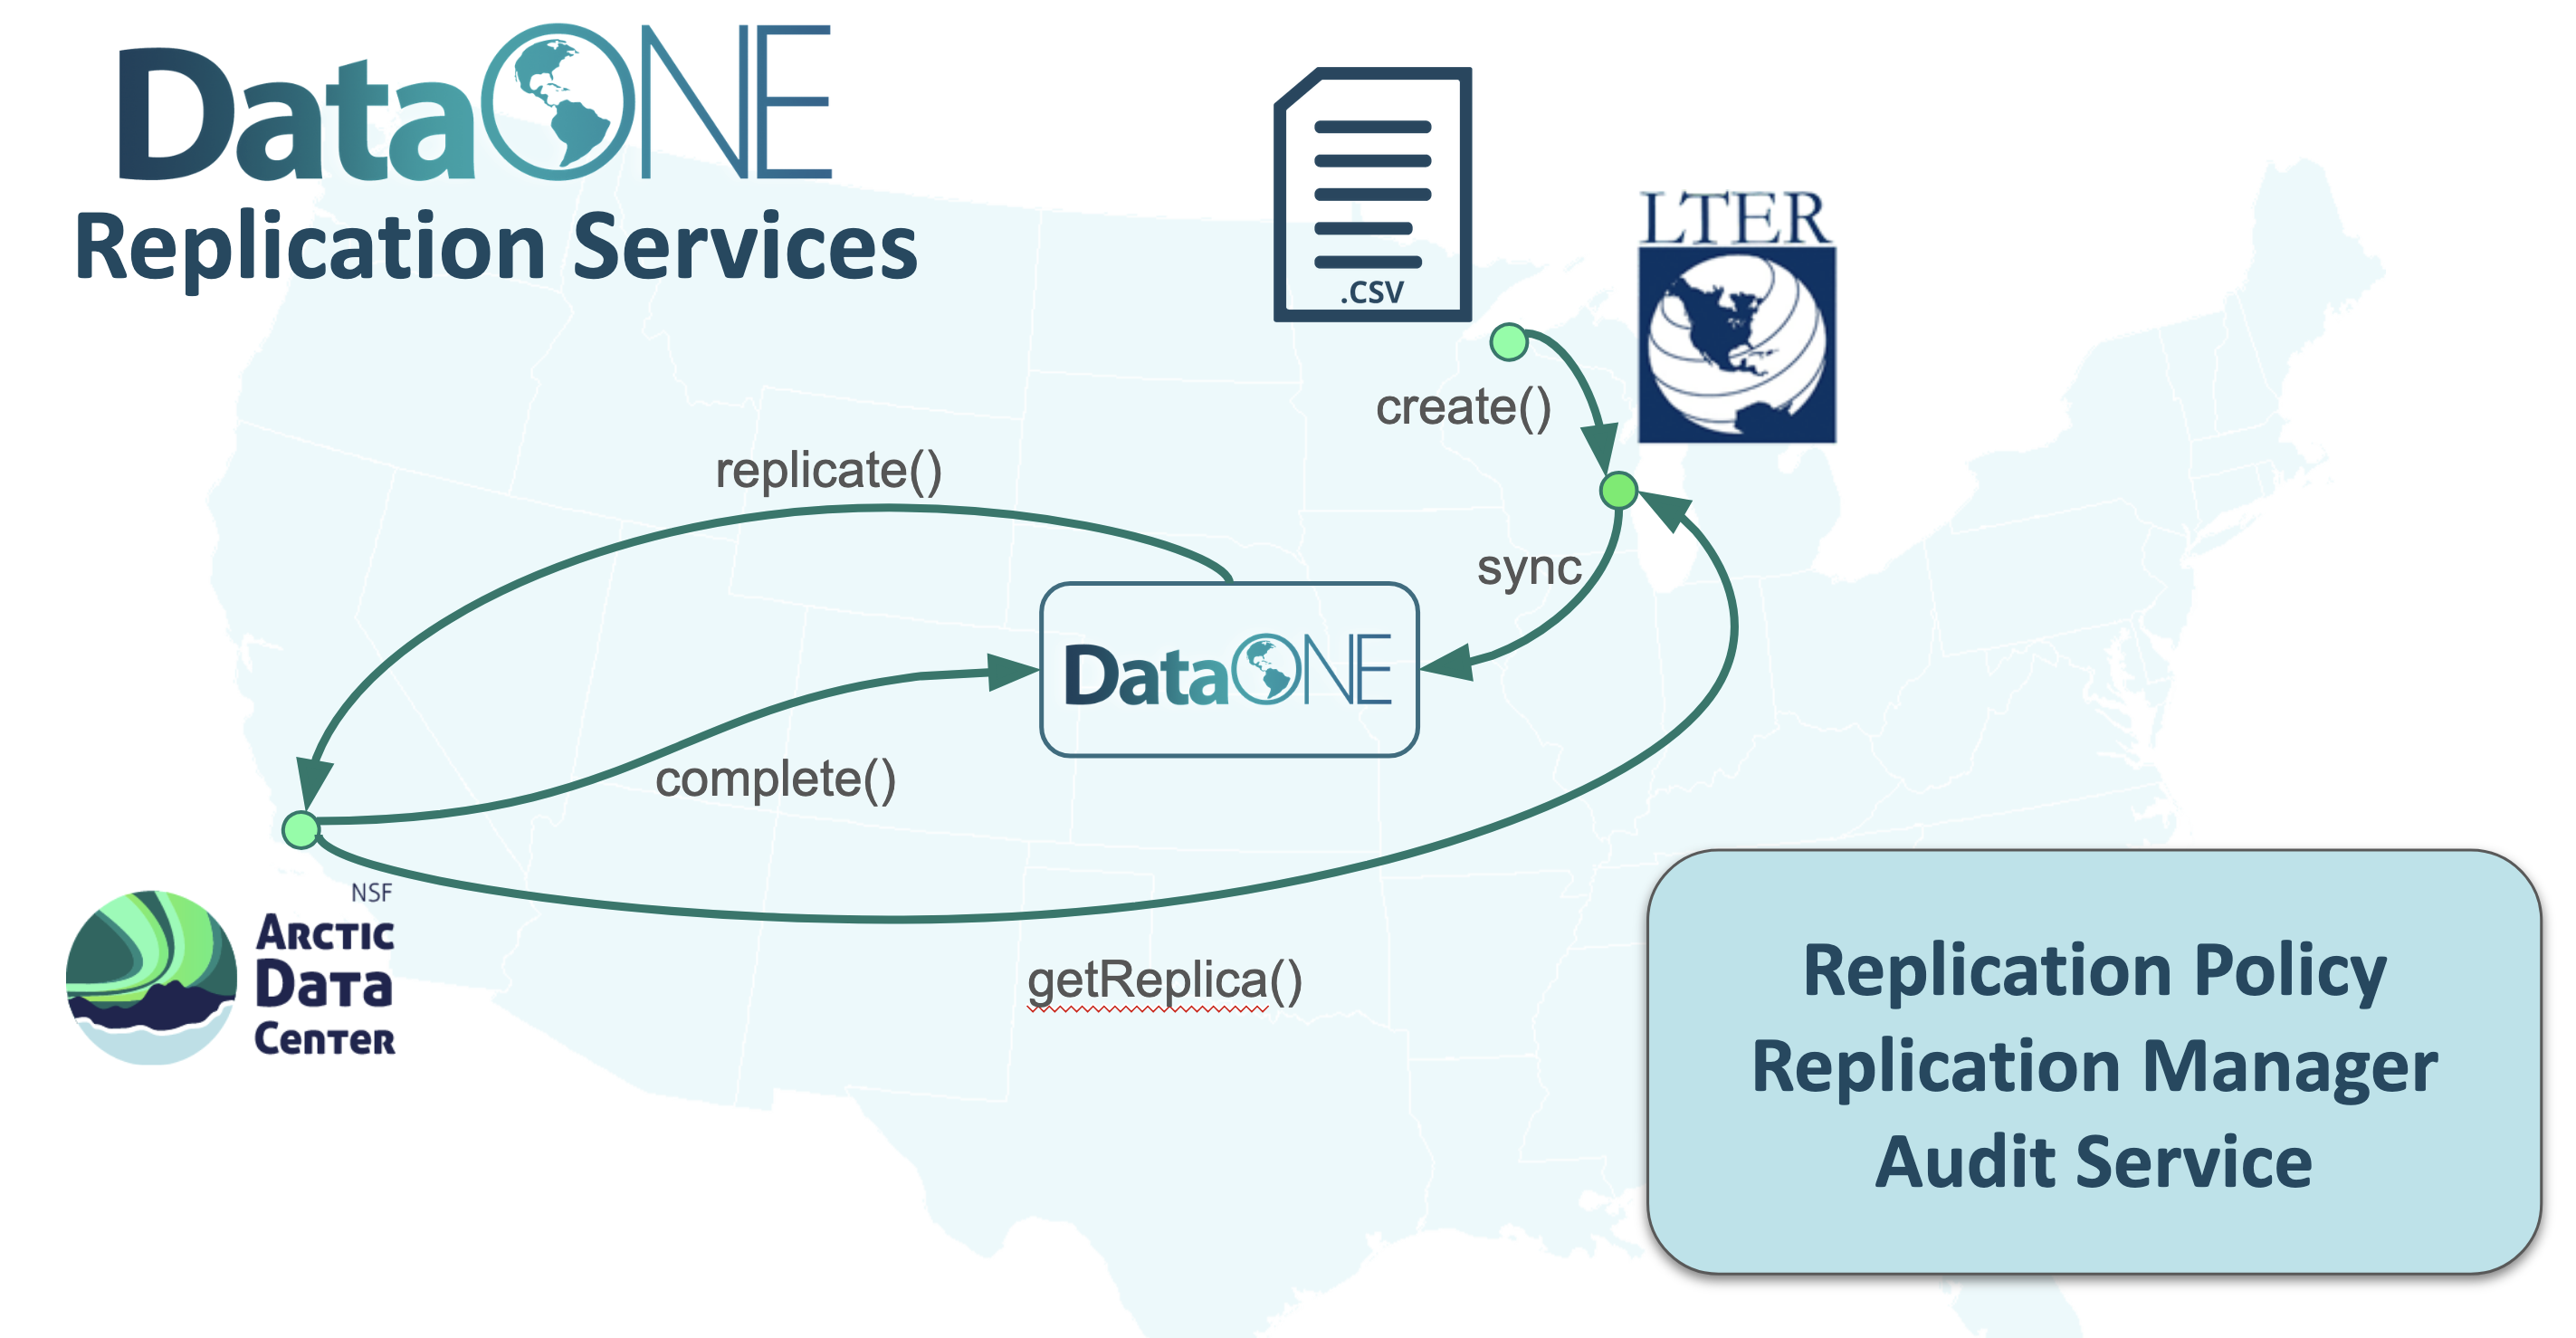 DataONE
Replication Services
.CSV
LTER
create()
replicate()
sync
DataONE
complete()
NSF
ARCTIC
DATA
CENTER
getReplica()
Replication Policy
Replication Manager
Audit Service